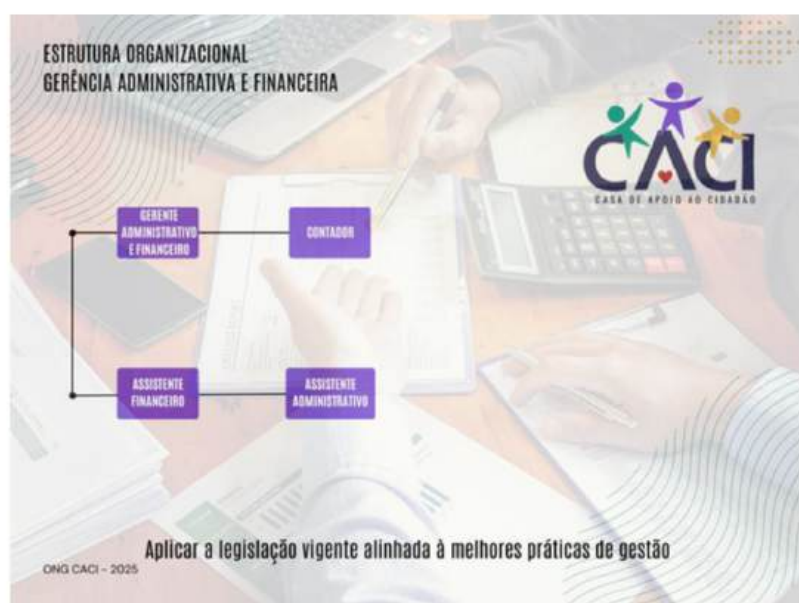 ESTRUTURA ORGANIZACIONAL
GERÊNCIA ADMINISTRATIVA E FINANCEIRA
CACI
CASA DE APOIO AO CIDADÃO
GERENTE
ADMINISTRATIVO
E FINANCEIRO
CONTADOR
ASSISTENTE
FINANCEIRO
ASSISTENTE
ADMINISTRATIVO
Aplicar a legislação vigente alinhada à melhores práticas de gestão
ONG CACI - 2025